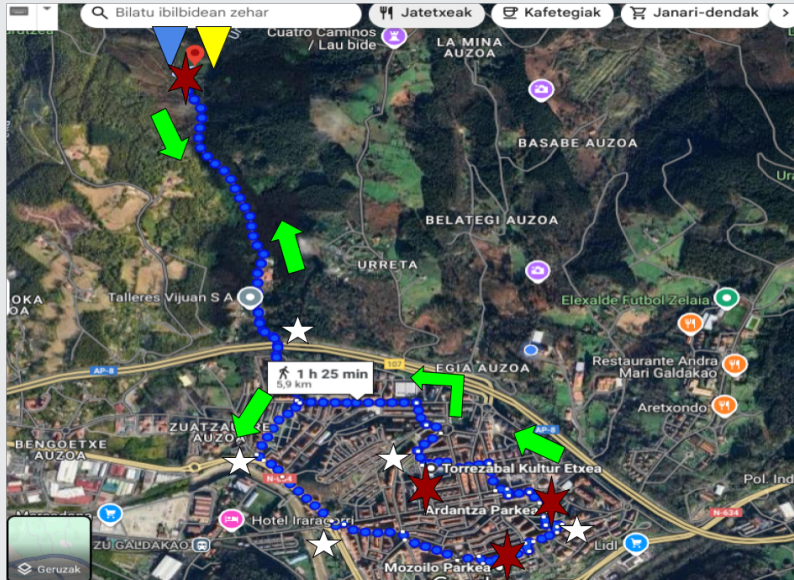 Bilatu ibilbidean zehar
Jatetxeak
Kafetegiak
Janari-dendak
Cuatro Caminos
/ Lau bide
LA MINA
AUZOA
BASABE AUZOA
BELATEGI AUZOA
URRETA
Talleres Vijuan S A
Elexalde Futbol Zelaia
OKA
OA
AP-8
107
EGIA AUZOA
Restaurante Andra
Mari Galdakao
1 h 25 min
5,9 km
Aretxondo
ZUATZA
AUZOA
BENGOETXE
AUZOA
AP-8
Torrezabal Kultur Etxea
Pol. Ind
N-634
Ardantza Parkea
Hotel Iraragorri
ZU GALDAKAO
Lidl
Mozoilo Parkea
Geruzak